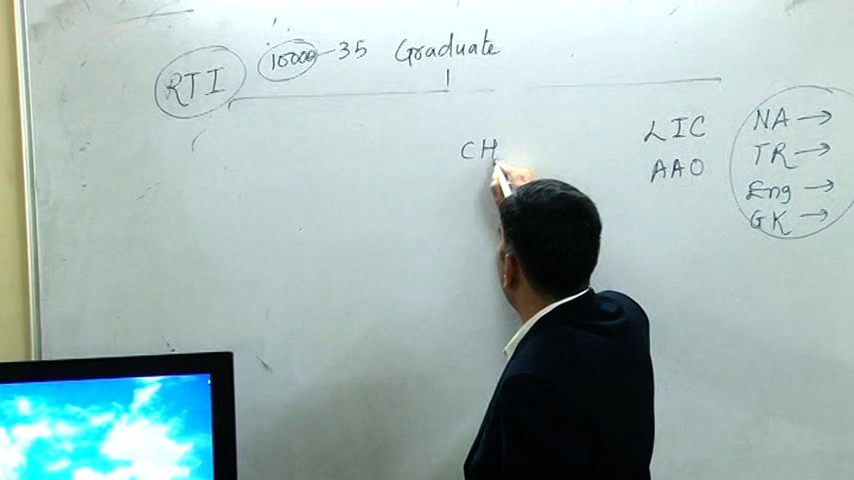 RTI 10000 - 35 Graduate
CH
LIC
AAO
NA →
TR →
Eng →
GK →